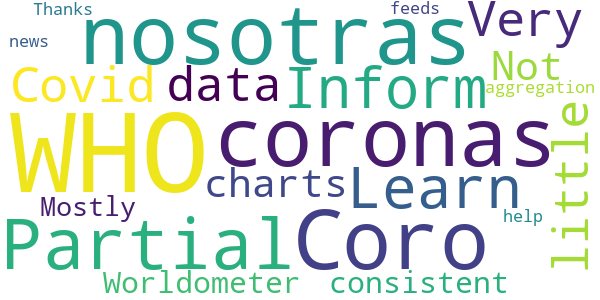 Thanks
feeds
nosotras
Very
news
Covid
data
Inform
Not
aggregation
WHO
coronas
little
charts
Learn
Mostly
Partial
Coro
help
Worldometer
consistent